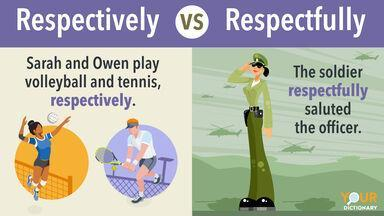 Respectively VS Respectfully
Sarah and Owen play
volleyball and tennis,
respectively.
The soldier
respectfully
saluted
the officer.
YOUR
DICTIONARY